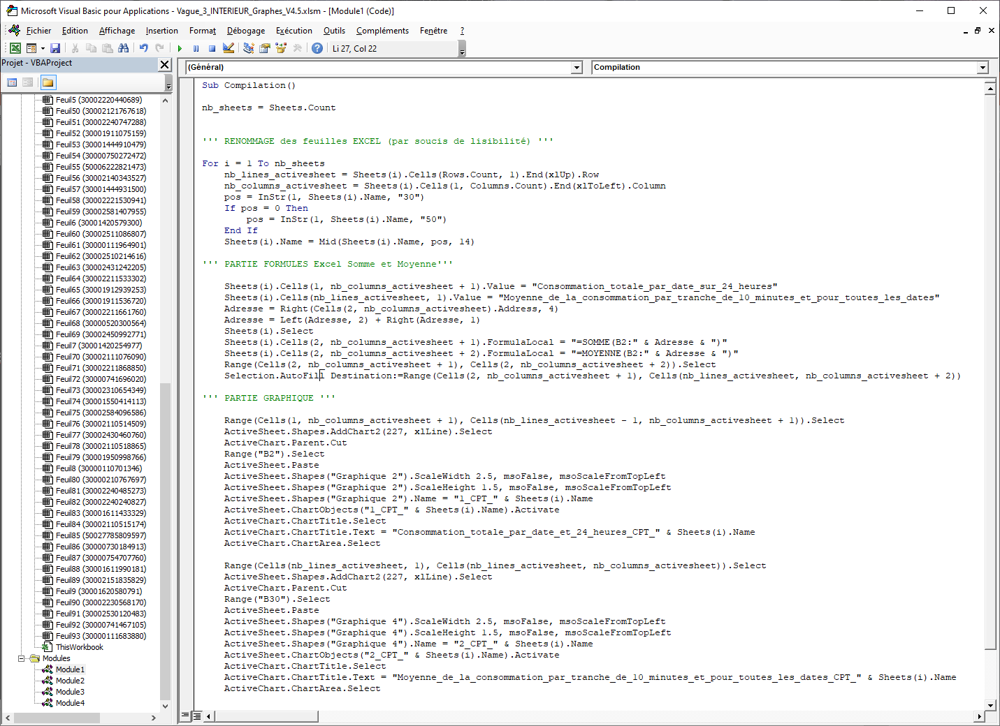 Microsoft Visual Basic pour Applications - Vague_3_INTERIEUR_Graphes_V4.5.xlsm - [Module1 (Code)]
Fichier Edition Affichage Insertion Format Débogage Exécution Outils Compléments Fenêtre ?
Li 27, Col 22
Projet - VBAProject
Feuil5 (30002220440689)
Feuil50 (30002121767618)
Feuil51 (30002240747288)
Feuil52 (30001911075159)
Feuil53 (30001444910479)
Feuil54 (30000750272472)
Feuil55 (50006222821473)
Feuil56 (30002140343527)
Feuil57 (30001444931500)
Feuil58 (30002221530941)
Feuil59 (30002581407955)
Feuil6 (30001420579300)
Feuil60 (30002511086807)
Feuil61 (30000111964901)
Feuil62 (30002510214616)
Feuil63 (30002431242205)
Feuil64 (30002211533302)
Feuil65 (30001912939253)
Feuil66 (30001911536720)
Feuil67 (30002211661760)
Feuil68 (30000520300564)
Feuil69 (30002450992771)
Feuil7 (30001420254977)
Feuil70 (30002111076090)
Feuil71 (30002211868850)
Feuil72 (30000741696020)
Feuil73 (30002310654349)
Feuil74 (30001550414113)
Feuil75 (30002584096586)
Feuil76 (30002110514509)
Feuil77 (30002430460760)
Feuil78 (30002110518865)
Feuil79 (30001950998766)
Feuil8 (30000110701346)
Feuil80 (30000210767697)
Feuil81 (30002240485273)
Feuil82 (30002240240827)
Feuil83 (30001611433329)
Feuil84 (30002110515174)
Feuil85 (50027785809597)
Feuil86 (30000730184913)
Feuil87 (30000754707760)
Feuil88 (30001611990181)
Feuil89 (30002151835829)
Feuil9 (30001620580791)
Feuil90 (30002230568170)
Feuil91 (30002530120483)
Feuil92 (30000741467105)
Feuil93 (30000111683880)
ThisWorkbook
Modules
Module1
Module2
Module3
Module4
(Général)
Compilation
Sub Compilation()
nb_sheets = Sheets.Count
''' RENOMMAGE des feuilles EXCEL (par soucis de lisibilité) '''
For i = 1 To nb_sheets
nb_lines_activesheet = Sheets(i).Cells(Rows.Count, 1).End(xlUp).Row
nb_columns_activesheet = Sheets(i).Cells(1, Columns.Count).End(xlToLeft).Column
pos = InStr(1, Sheets(i).Name, "30")
If pos = 0 Then
pos = InStr(1, Sheets(i).Name, "50")
End If
Sheets(i).Name = Mid(Sheets(i).Name, pos, 14)
''' PARTIE FORMULES Excel Somme et Moyenne'''
Sheets(i).Cells(1, nb_columns_activesheet + 1).Value = "Consommation_totale_par_date_sur_24_heures"
Sheets(i).Cells(nb_lines_activesheet, 1).Value = "Moyenne_de_la_consommation_par_tranche_de_10_minutes_et_pour_toutes_les_dates"
Adresse = Right(Cells(2, nb_columns_activesheet).Address, 4)
Adresse = Left(Adresse, 2) + Right(Adresse, 1)
Sheets(i).Select
Sheets(i).Cells(2, nb_columns_activesheet + 1).FormulaLocal = "=SOMME(B2:" & Adresse & ")"
Sheets(i).Cells(2, nb_columns_activesheet + 2).FormulaLocal = "=MOYENNE(B2:" & Adresse & ")"
Range(Cells(2, nb_columns_activesheet + 1), Cells(2, nb_columns_activesheet + 2)).Select
Selection.AutoFill Destination:=Range(Cells(2, nb_columns_activesheet + 1), Cells(nb_lines_activesheet, nb_columns_activesheet + 2))
''' PARTIE GRAPHIQUE '''
Range(Cells(1, nb_columns_activesheet + 1), Cells(nb_lines_activesheet - 1, nb_columns_activesheet + 1)).Select
ActiveSheet.Shapes.AddChart2(227, xlLine).Select
ActiveChart.Parent.Cut
Range("B2").Select
ActiveSheet.Paste
ActiveSheet.Shapes("Graphique 2").ScaleWidth 2.5, msoFalse, msoScaleFromTopLeft
ActiveSheet.Shapes("Graphique 2").ScaleHeight 1.5, msoFalse, msoScaleFromTopLeft
ActiveSheet.Shapes("Graphique 2").Name = "1_CPT_" & Sheets(i).Name
ActiveSheet.ChartObjects("1_CPT_" & Sheets(i).Name).Activate
ActiveChart.ChartTitle.Select
ActiveChart.ChartTitle.Text = "Consommation_totale_par_date_et_24_heures_CPT_" & Sheets(i).Name
ActiveChart.ChartArea.Select
Range(Cells(nb_lines_activesheet, 1), Cells(nb_lines_activesheet, nb_columns_activesheet)).Select
ActiveSheet.Shapes.AddChart2(227, xlLine).Select
ActiveChart.Parent.Cut
Range("B30").Select
ActiveSheet.Paste
ActiveSheet.Shapes("Graphique 4").ScaleWidth 2.5, msoFalse, msoScaleFromTopLeft
ActiveSheet.Shapes("Graphique 4").ScaleHeight 1.5, msoFalse, msoScaleFromTopLeft
ActiveSheet.Shapes("Graphique 4").Name = "2_CPT_" & Sheets(i).Name
ActiveSheet.ChartObjects("2_CPT_" & Sheets(i).Name).Activate
ActiveChart.ChartTitle.Select
ActiveChart.ChartTitle.Text = "Moyenne_de_la_consommation_par_tranche_de_10_minutes_et_pour_toutes_les_dates_CPT_" & Sheets(i).Name
ActiveChart.ChartArea.Select